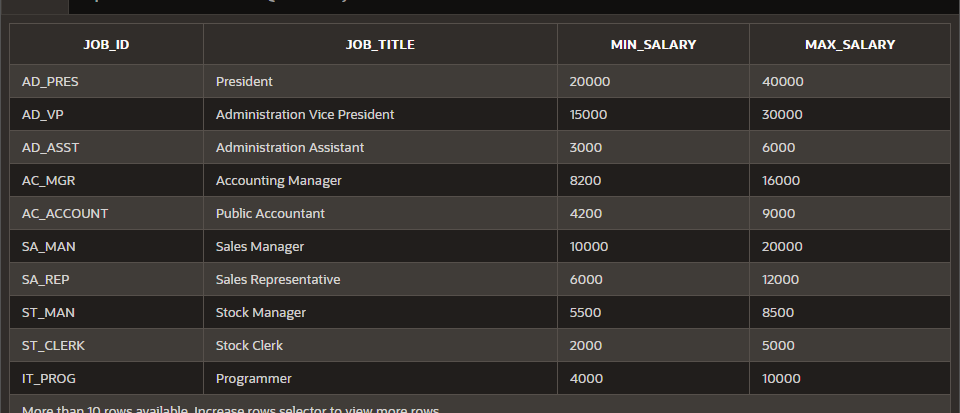 JOB_ID JOB_TITLE MIN_SALARY MAX_SALARY
AD_PRES President 20000 40000
AD_VP Administration Vice President 15000 30000
AD_ASST Administration Assistant 3000 6000
AC_MGR Accounting Manager 8200 16000
AC_ACCOUNT Public Accountant 4200 9000
SA_MAN Sales Manager 10000 20000
SA_REP Sales Representative 6000 12000
ST_MAN Stock Manager 5500 8500
ST_CLERK Stock Clerk 2000 5000
IT_PROG Programmer 4000 10000
More than 10 rows available. Increase rows selector to view more rows.